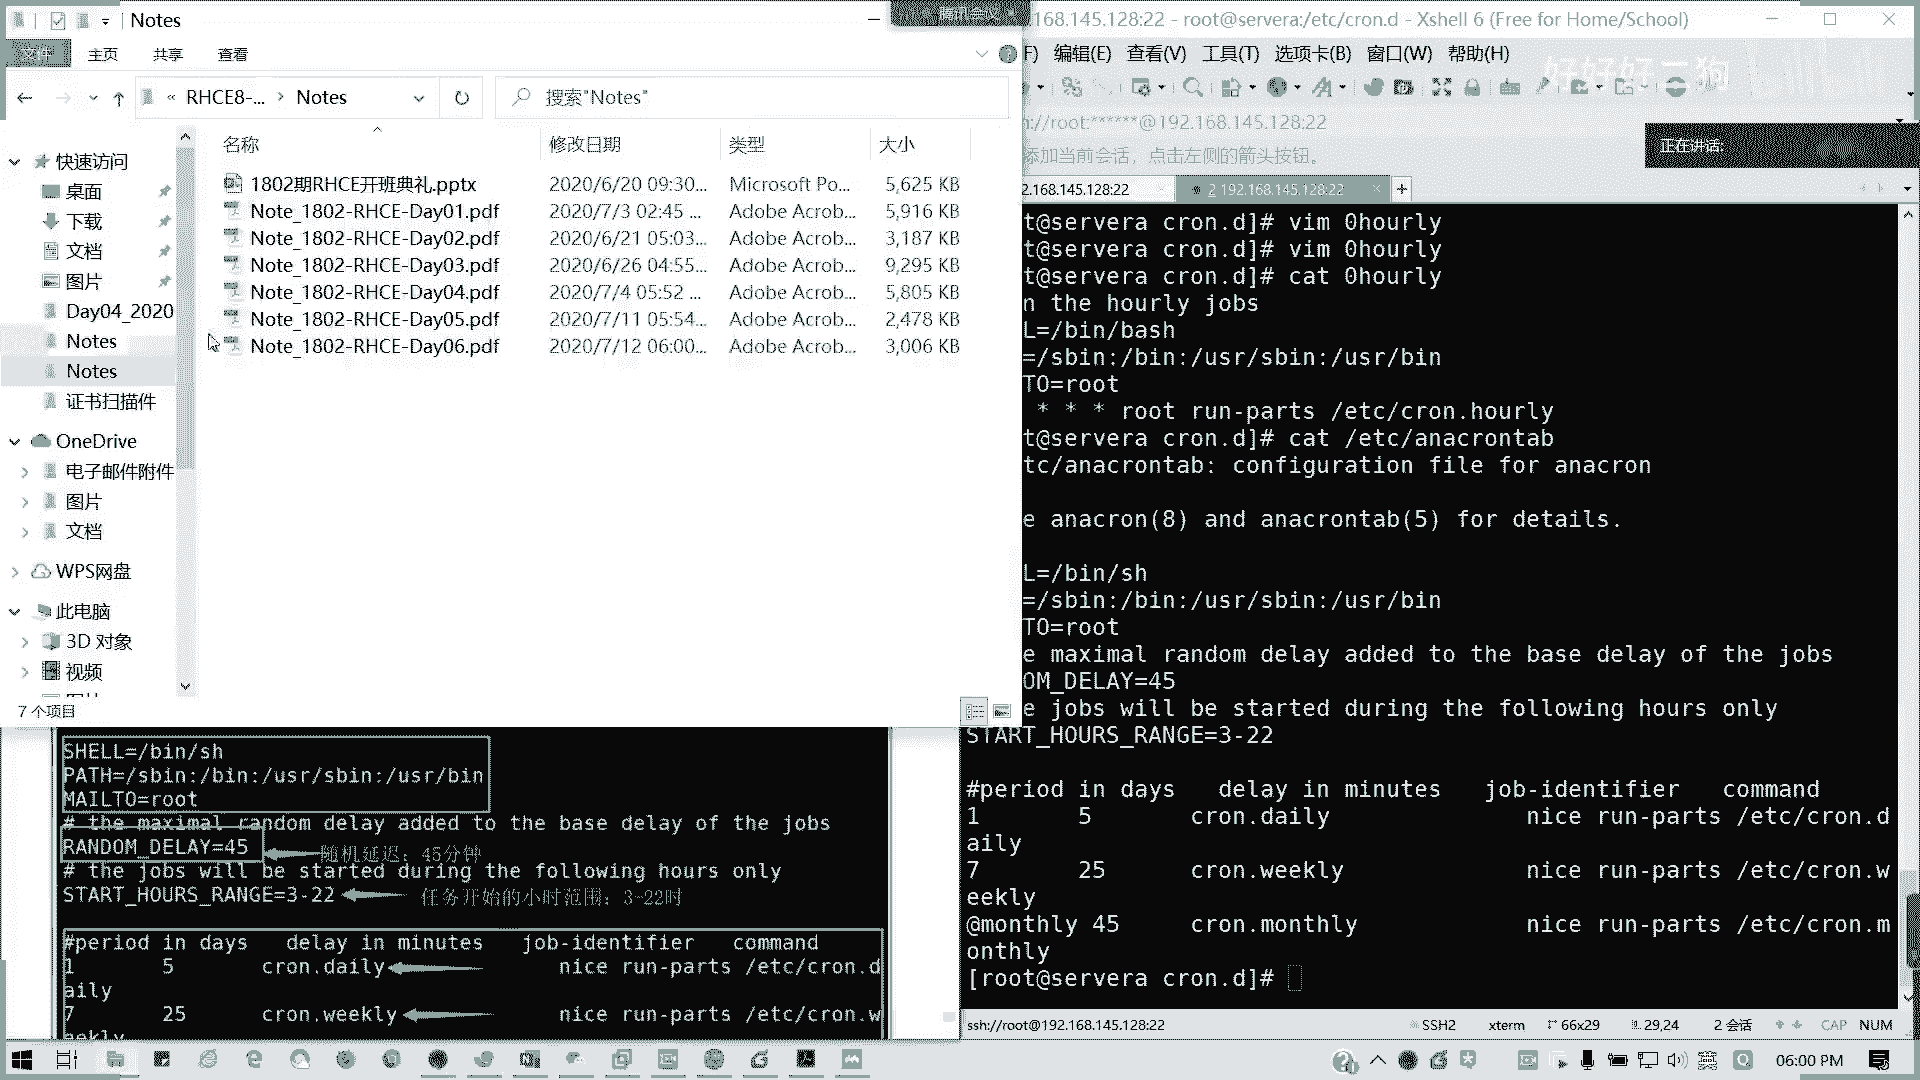 Notes
腾讯会议
168.145.128:22 - root@servera:/etc/cron.d - Xshell 6 (Free for Home/School)
文件
主页
共享
查看
F)
编辑(E)
查看(V)
工具(T)
选项卡(B)
窗口(W)
帮助(H)
好好好二狗
« RHCE8-... > Notes
搜索"Notes"
://root:******@192.168.145.128:22
添加当前会话，点击左侧的箭头按钮。
正在讲话:
2.168.145.128:22
2 192.168.145.128:22
名称
修改日期
类型
大小
快速访问
桌面
下载
文档
图片
Day04_2020
Notes
Notes
证书扫描件
OneDrive
电子邮件附件
图片
文档
WPS网盘
此电脑
3D 对象
视频
1802期RHCE开班典礼.pptx 2020/6/20 09:30... Microsoft Po... 5,625 KB
Note_1802-RHCE-Day01.pdf 2020/7/3 02:45 ... Adobe Acrob... 5,916 KB
Note_1802-RHCE-Day02.pdf 2020/6/21 05:03... Adobe Acrob... 3,187 KB
Note_1802-RHCE-Day03.pdf 2020/6/26 04:55... Adobe Acrob... 9,295 KB
Note_1802-RHCE-Day04.pdf 2020/7/4 05:52 ... Adobe Acrob... 5,805 KB
Note_1802-RHCE-Day05.pdf 2020/7/11 05:54... Adobe Acrob... 2,478 KB
Note_1802-RHCE-Day06.pdf 2020/7/12 06:00... Adobe Acrob... 3,006 KB
7 个项目
t@servera cron.d]# vim 0hourly
t@servera cron.d]# vim 0hourly
t@servera cron.d]# cat 0hourly
n the hourly jobs
L=/bin/bash
=/sbin:/bin:/usr/sbin:/usr/bin
TO=root
* * * root run-parts /etc/cron.hourly
t@servera cron.d]# cat /etc/anacrontab
tc/anacrontab: configuration file for anacron
e anacron(8) and anacrontab(5) for details.
L=/bin/sh
=/sbin:/bin:/usr/sbin:/usr/bin
TO=root
e maximal random delay added to the base delay of the jobs
OM_DELAY=45
e jobs will be started during the following hours only
START_HOURS_RANGE=3-22
#period in days   delay in minutes   job-identifier   command
1       5       cron.daily                 nice run-parts /etc/cron.d
aily
7       25      cron.weekly                nice run-parts /etc/cron.w
eekly
@monthly 45     cron.monthly               nice run-parts /etc/cron.m
onthly
[root@servera cron.d]#
SHELL=/bin/sh
PATH=/sbin:/bin:/usr/sbin:/usr/bin
MAILTO=root
# the maximal random delay added to the base delay of the jobs
RANDOM_DELAY=45 随机延迟：45分钟
# the jobs will be started during the following hours only
START_HOURS_RANGE=3-22 任务开始的小时范围：3-22时
#period in days   delay in minutes   job-identifier   command
1       5       cron.daily       nice run-parts /etc/cron.d
aily
7       25      cron.weekly      nice run-parts /etc/cron.w
eekly
ssh://root@192.168.145.128:22
SSH2
xterm
66x29
29,24
2 会话
CAP
NUM
英
06:00 PM